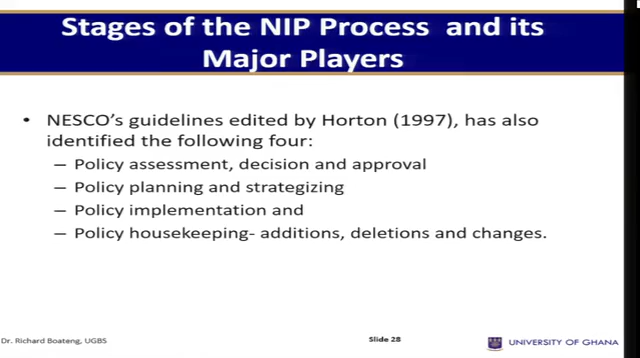 Stages of the NIP Process and its
Major Players
• NESCO's guidelines edited by Horton (1997), has also
identified the following four:
– Policy assessment, decision and approval
– Policy planning and strategizing
– Policy implementation and
– Policy housekeeping- additions, deletions and changes.
Dr. Richard Boateng, UGBS
Slide 28
UNIVERSITY OF GHANA